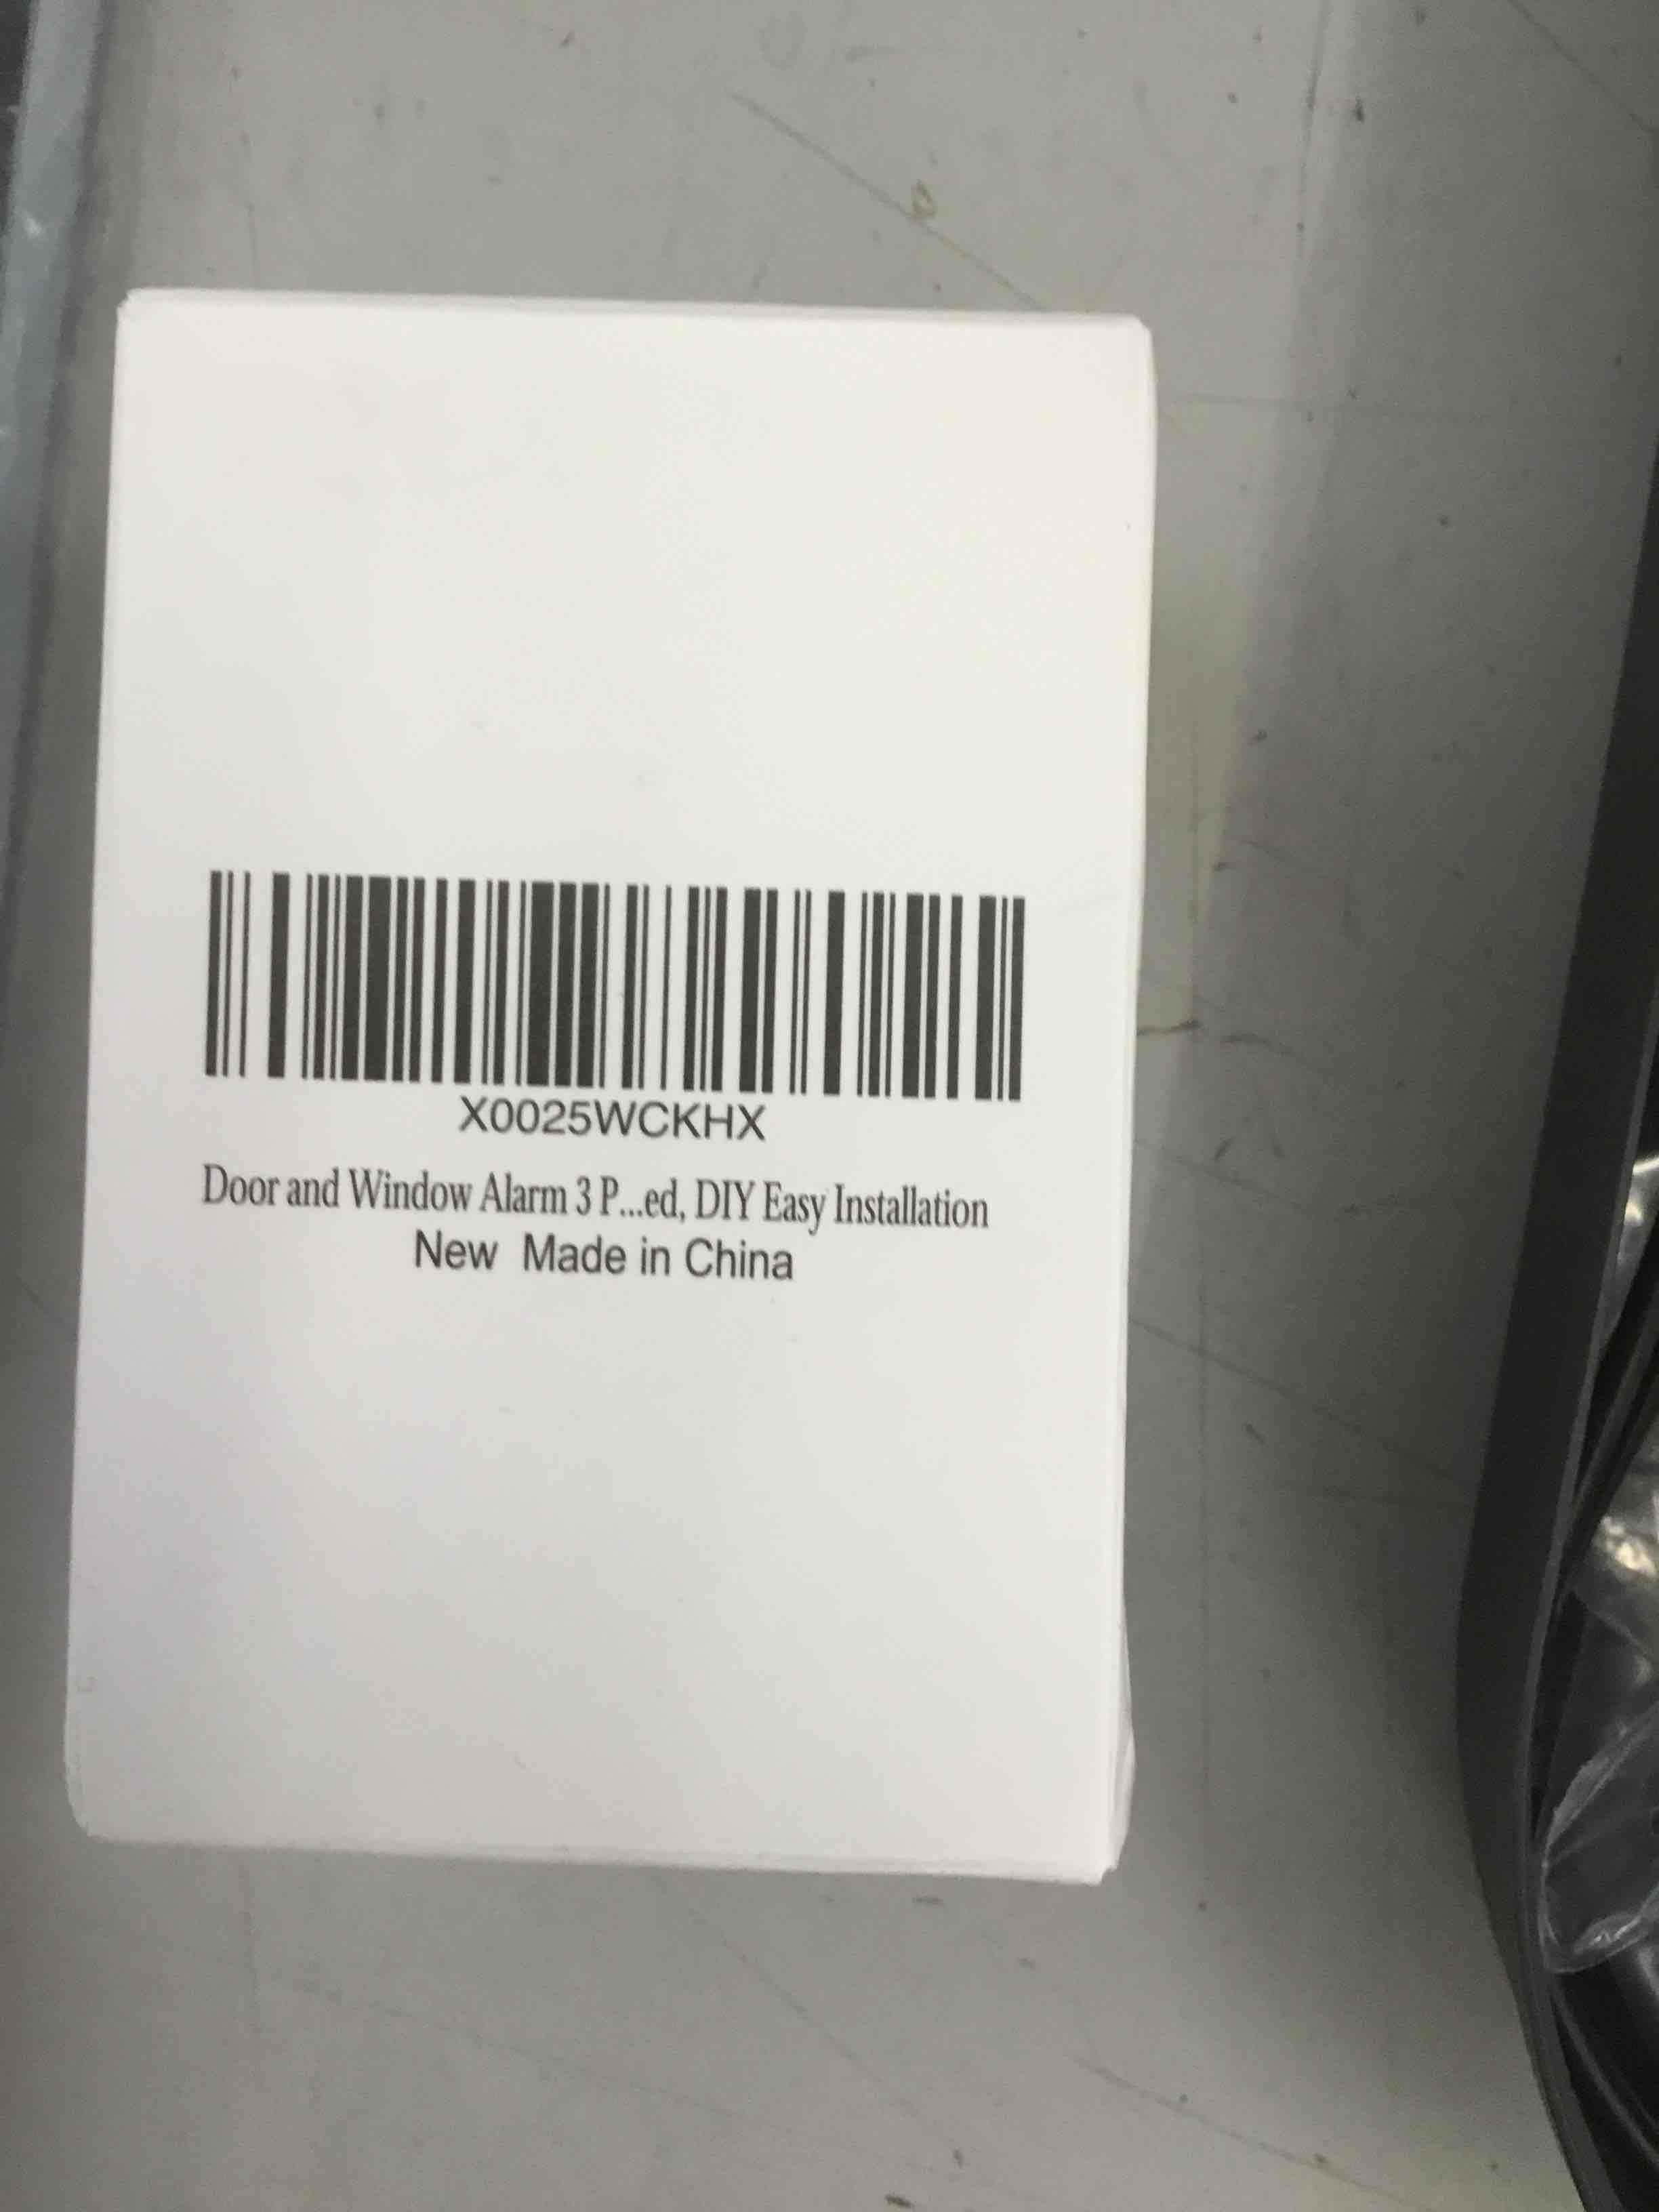 X0025WCKHX
Door and Window Alarm 3 P...ed, DIY Easy Installation
New Made in China